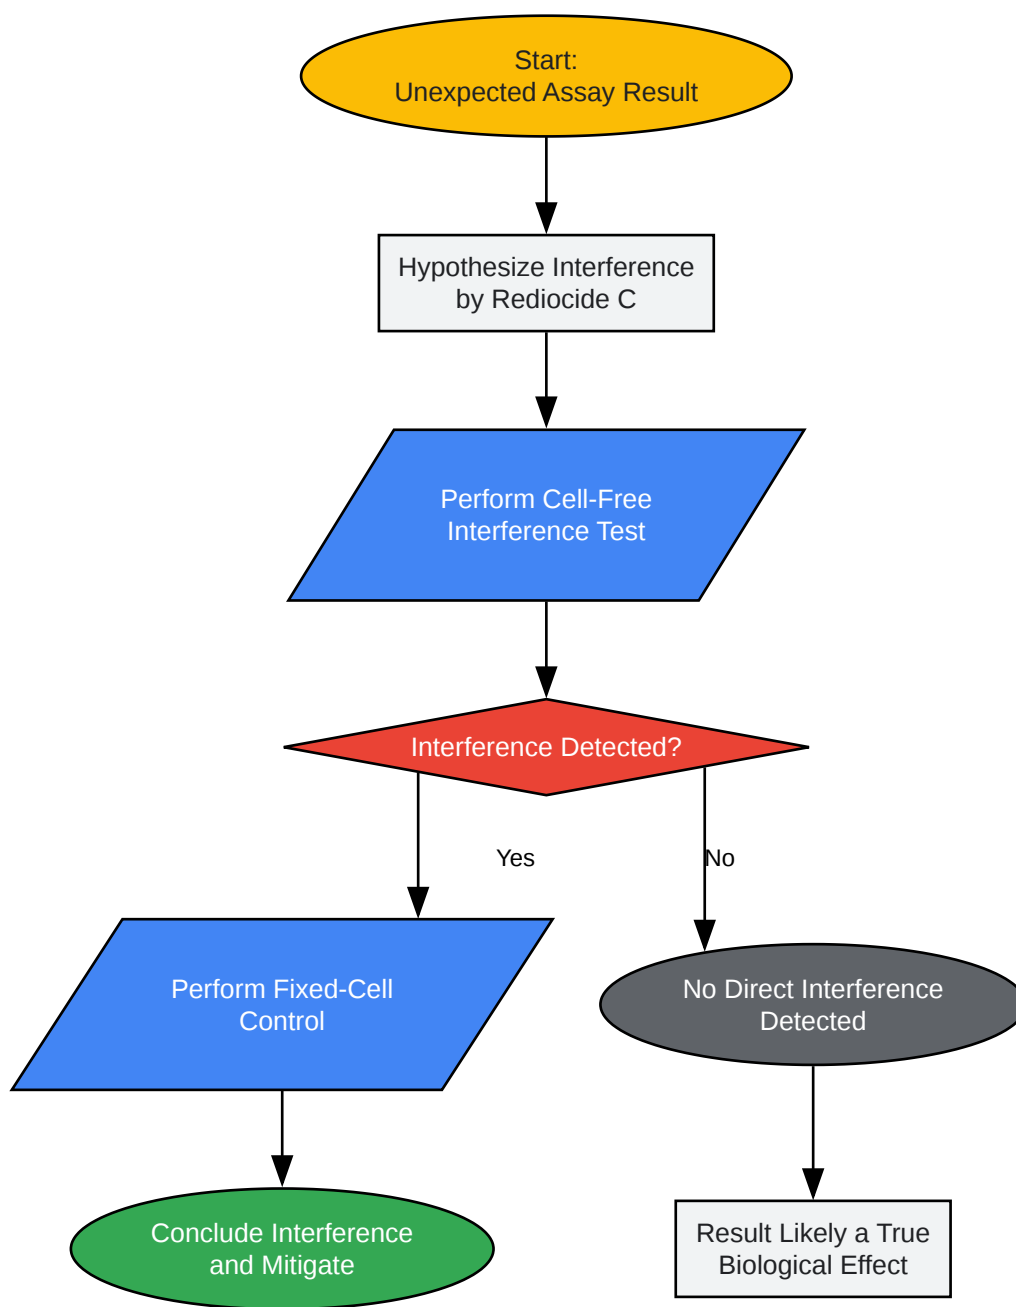 Start:
Unexpected Assay Result
Hypothesize Interference
by Rediocide C
Perform Cell-Free
Interference Test
Interference Detected?
Yes
No
Perform Fixed-Cell
Control
No Direct Interference
Detected
Conclude Interference
and Mitigate
Result Likely a True
Biological Effect